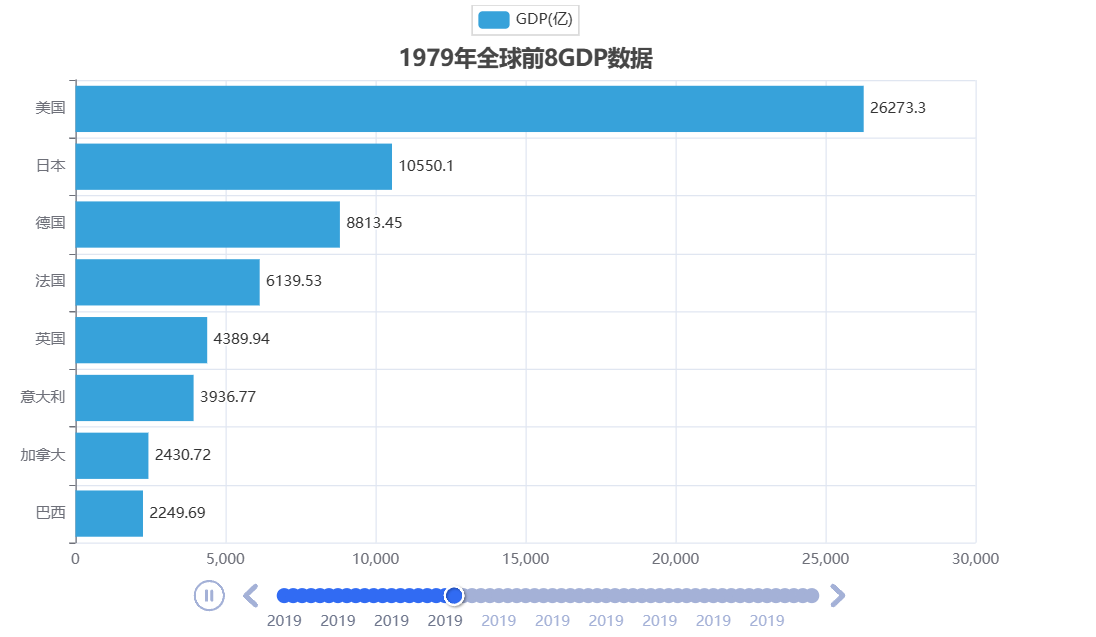 GDP(亿)
1979年全球前8GDP数据
美国 26273.3
日本 10550.1
德国 8813.45
法国 6139.53
英国 4389.94
意大利 3936.77
加拿大 2430.72
巴西 2249.69
0 5,000 10,000 15,000 20,000 25,000 30,000
2019 2019 2019 2019 2019 2019 2019 2019 2019 2019